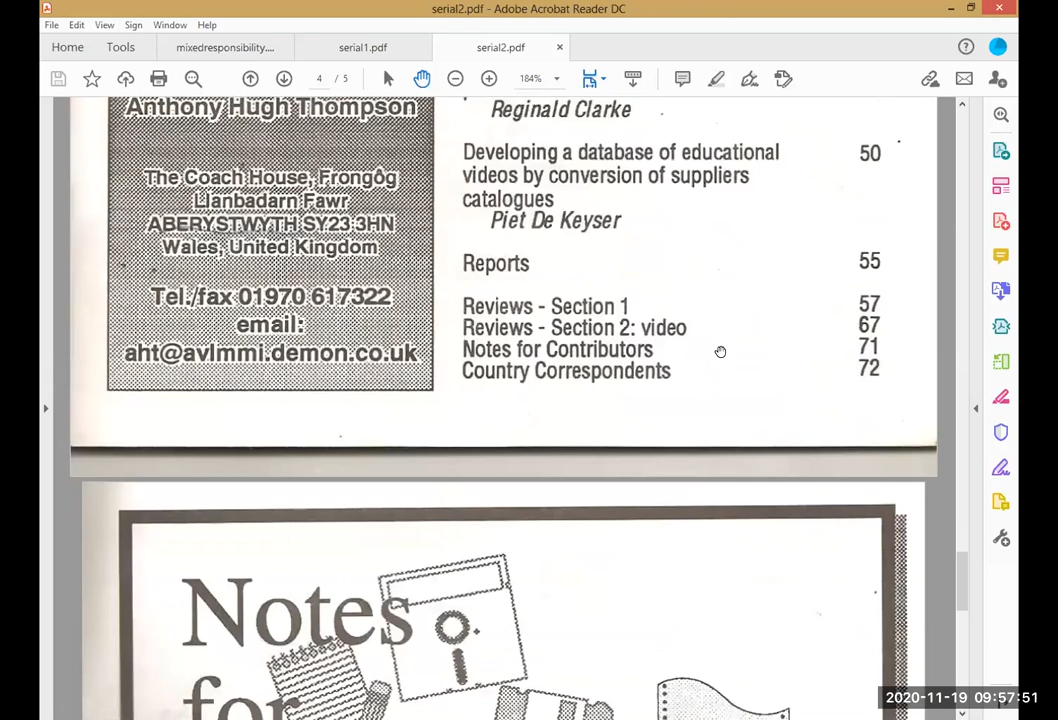 serial2.pdf - Adobe Acrobat Reader DC
File Edit View Sign Window Help
Home Tools mixedresponsibility.... serial1.pdf serial2.pdf ×
4 / 5 184%
Anthony Hugh Thompson
The Coach House, Frongôg
Llanbadarn Fawr
ABERYSTWYTH SY23 3HN
Wales, United Kingdom
Tel./fax 01970 617322
email:
aht@avlmmi.demon.co.uk
Reginald Clarke
Developing a database of educational 50
videos by conversion of suppliers
catalogues
Piet De Keyser
Reports 55
Reviews - Section 1 57
Reviews - Section 2: video 67
Notes for Contributors 71
Country Correspondents 72
Notes
for
2020-11-19 09:57:51